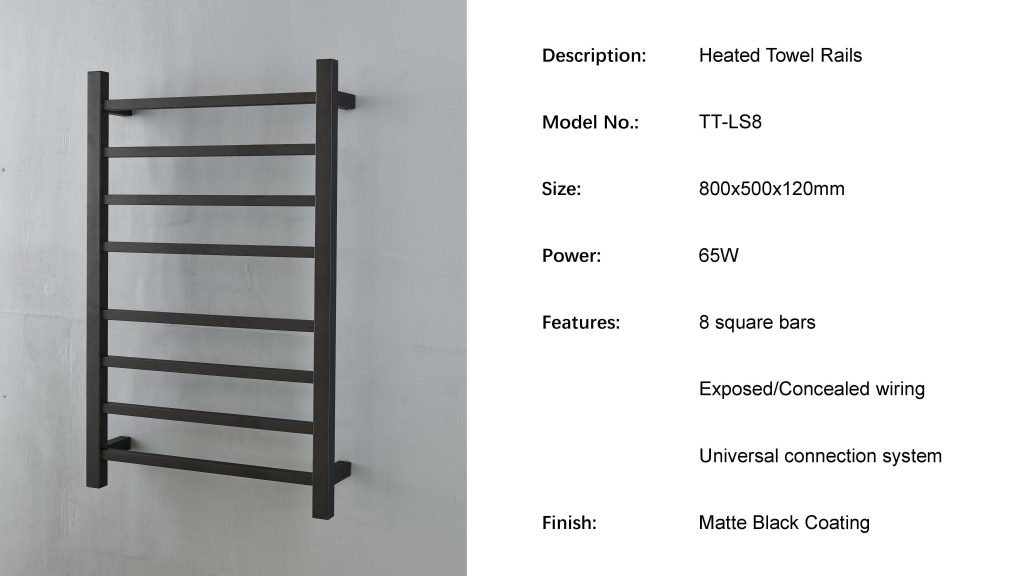 Description: Heated Towel Rails
Model No.: TT-LS8
Size: 800x500x120mm
Power: 65W
Features: 8 square bars
Exposed/Concealed wiring
Universal connection system
Finish: Matte Black Coating